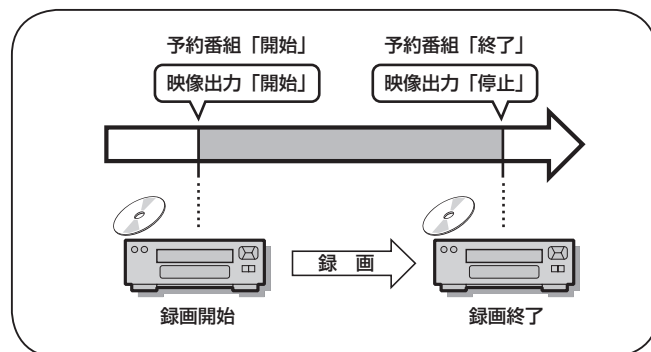 予約番組「開始」 予約番組「終了」
映像出力「開始」 映像出力「停止」
録 画
録画開始 録画終了